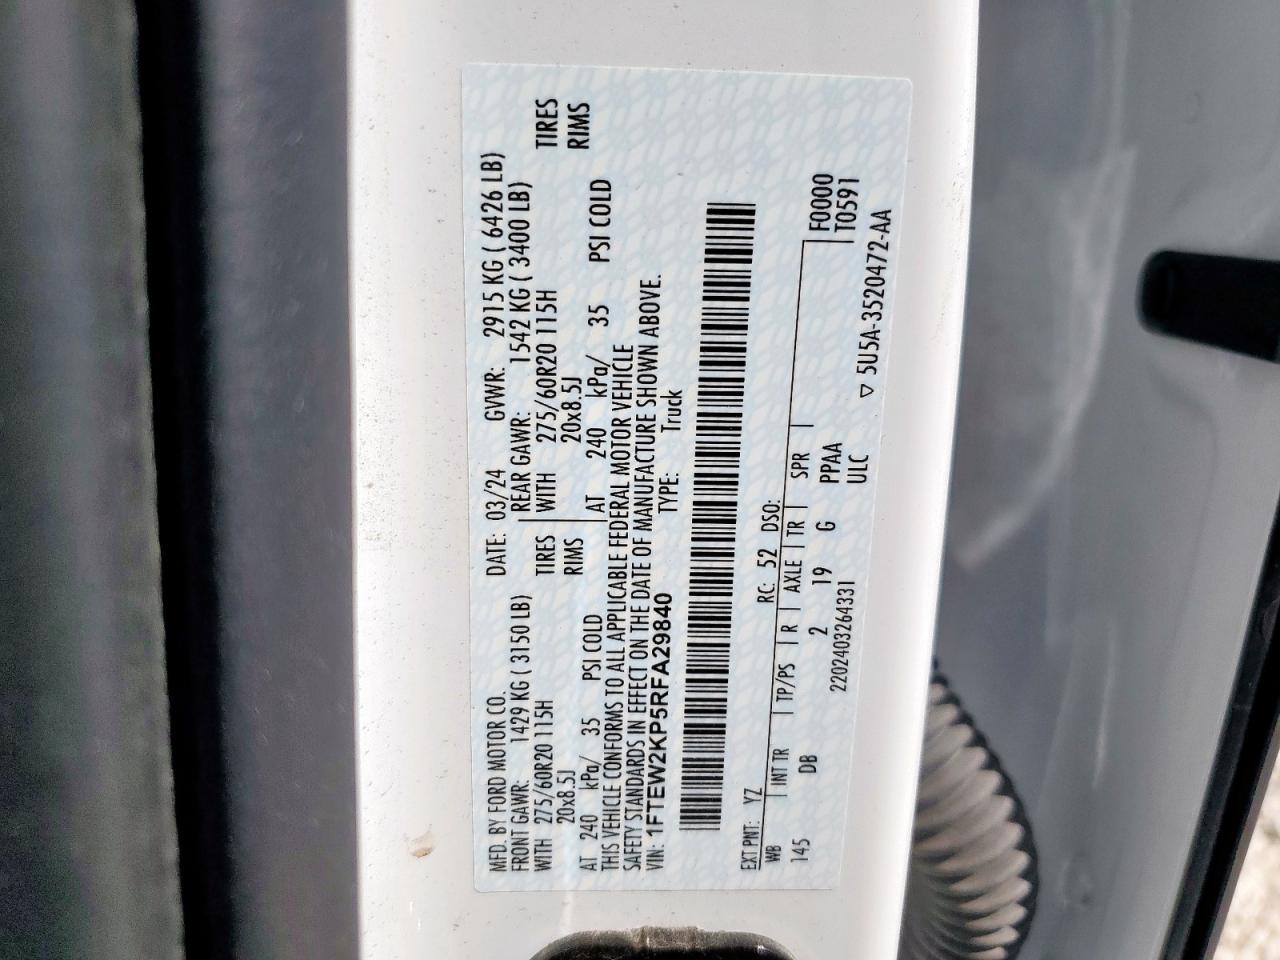 MFD. BY FORD MOTOR CO. DATE: 03/24 GVWR: 2915 KG ( 6426 LB)
FRONT GAWR: 1429 KG ( 3150 LB) REAR GAWR: 1542 KG ( 3400 LB)
WITH 275/60R20 115H TIRES WITH 275/60R20 115H TIRES
20x8.5J RIMS 20x8.5J RIMS
AT 240 kPa/ 35 PSI COLD AT 240 kPa/ 35 PSI COLD
THIS VEHICLE CONFORMS TO ALL APPLICABLE FEDERAL MOTOR VEHICLE
SAFETY STANDARDS IN EFFECT ON THE DATE OF MANUFACTURE SHOWN ABOVE.
VIN: 1FTEW2KP5RFA29840 TYPE: Truck
EXT PNT: YZ RC: 52 DSO:
WB INT TR TP/PS R AXLE TR SPR F0000
145 DB 2 19 G PPAA T0591
2202403264331 ULC ▽ 5U5A-3520472-AA